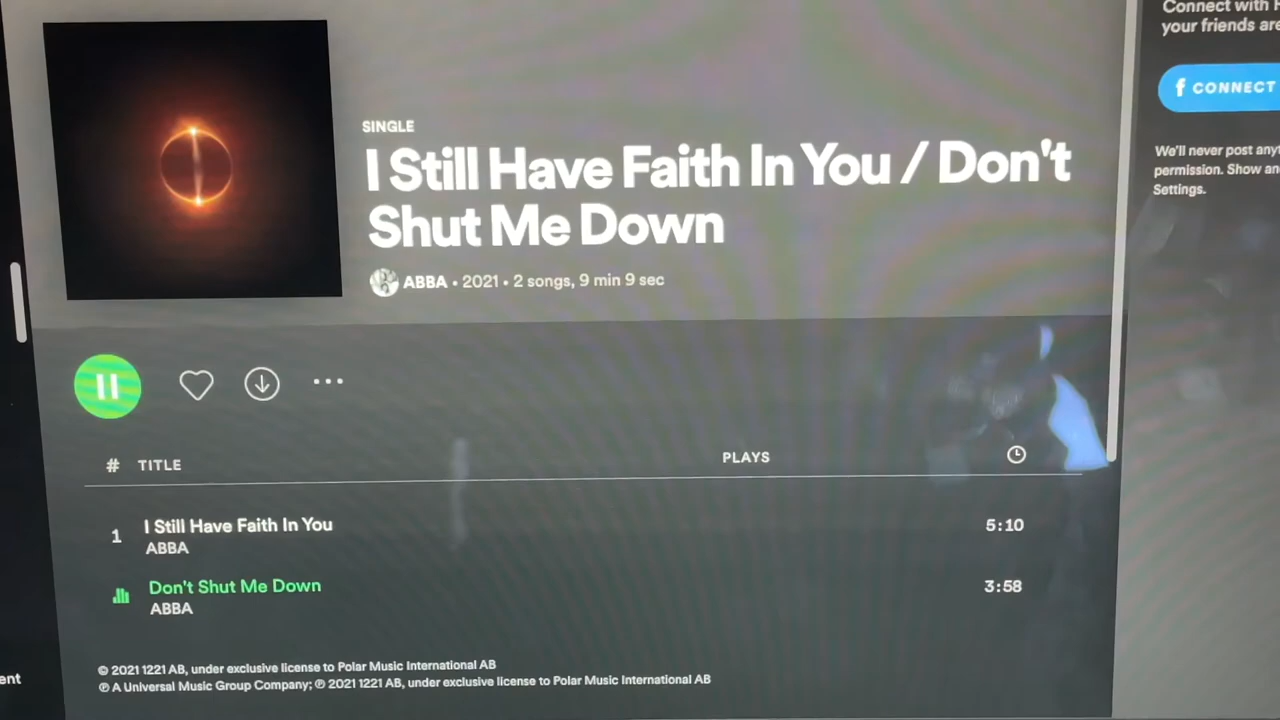 SINGLE
I Still Have Faith In You / Don't
Shut Me Down
ABBA • 2021 • 2 songs, 9 min 9 sec
# TITLE PLAYS
1 I Still Have Faith In You 5:10
ABBA
Don't Shut Me Down 3:58
ABBA
© 2021 1221 AB, under exclusive license to Polar Music International AB
℗ A Universal Music Group Company; ℗ 2021 1221 AB, under exclusive license to Polar Music International AB
Connect with
your friends are
f CONNECT
We'll never post
permission. Show
Settings.